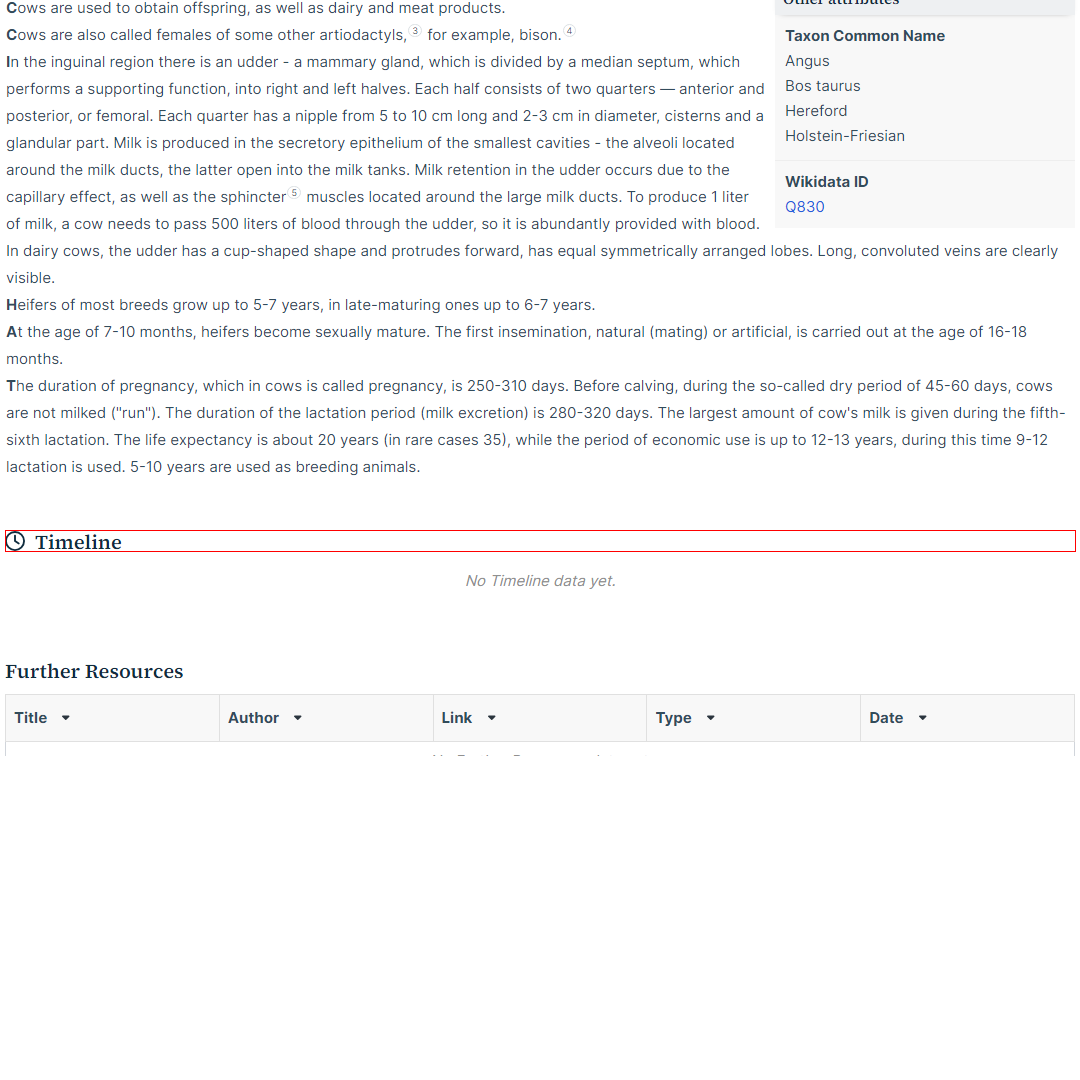 Cows are used to obtain offspring, as well as dairy and meat products.
Cows are also called females of some other artiodactyls,3 for example, bison.4
In the inguinal region there is an udder - a mammary gland, which is divided by a median septum, which
performs a supporting function, into right and left halves. Each half consists of two quarters — anterior and
posterior, or femoral. Each quarter has a nipple from 5 to 10 cm long and 2-3 cm in diameter, cisterns and a
glandular part. Milk is produced in the secretory epithelium of the smallest cavities - the alveoli located
around the milk ducts, the latter open into the milk tanks. Milk retention in the udder occurs due to the
capillary effect, as well as the sphincter5 muscles located around the large milk ducts. To produce 1 liter
of milk, a cow needs to pass 500 liters of blood through the udder, so it is abundantly provided with blood.
In dairy cows, the udder has a cup-shaped shape and protrudes forward, has equal symmetrically arranged lobes. Long, convoluted veins are clearly
visible.
Heifers of most breeds grow up to 5-7 years, in late-maturing ones up to 6-7 years.
At the age of 7-10 months, heifers become sexually mature. The first insemination, natural (mating) or artificial, is carried out at the age of 16-18
months.
The duration of pregnancy, which in cows is called pregnancy, is 250-310 days. Before calving, during the so-called dry period of 45-60 days, cows
are not milked ("run"). The duration of the lactation period (milk excretion) is 280-320 days. The largest amount of cow's milk is given during the fifth-
sixth lactation. The life expectancy is about 20 years (in rare cases 35), while the period of economic use is up to 12-13 years, during this time 9-12
lactation is used. 5-10 years are used as breeding animals.
Other attributes
Taxon Common Name
Angus
Bos taurus
Hereford
Holstein-Friesian
Wikidata ID
Q830
Timeline
No Timeline data yet.
Further Resources
Title Author Link Type Date